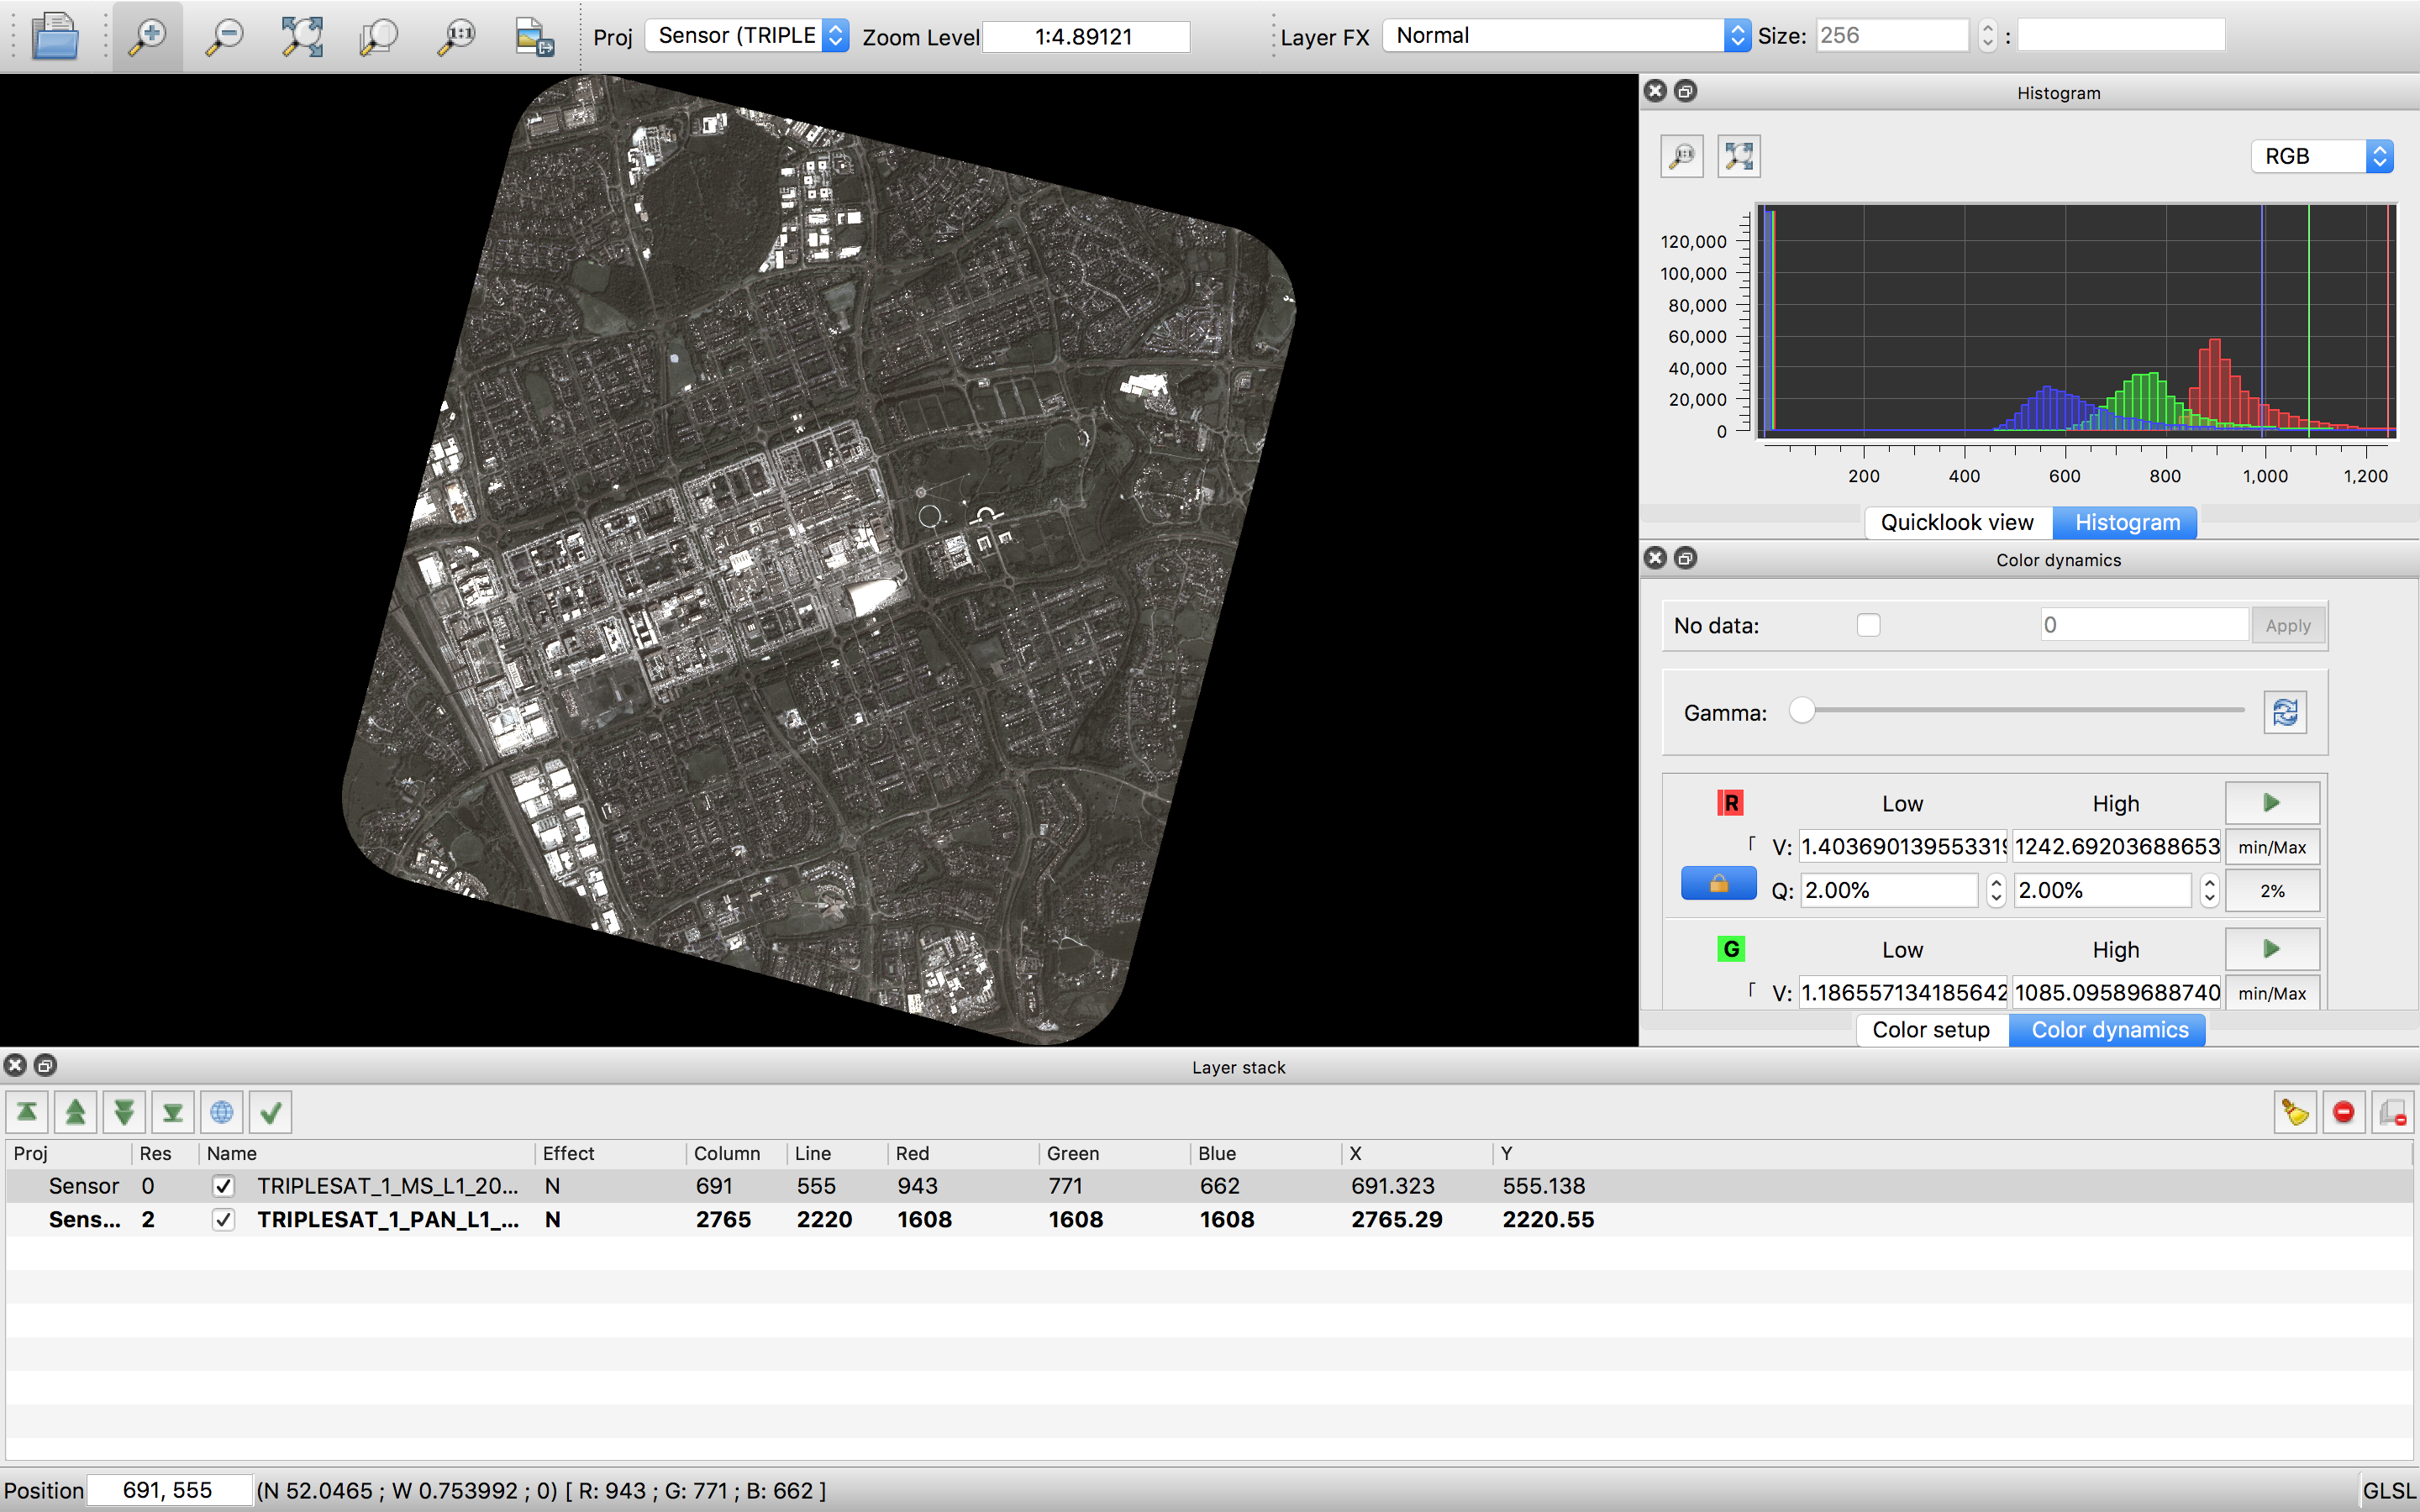 1:1
Proj Sensor (TRIPLE Zoom Level 1:4.89121 Layer FX Normal Size: 256 :
Histogram
1:1 RGB
120,000
100,000
80,000
60,000
40,000
20,000
0
200 400 600 800 1,000 1,200
Quicklook view Histogram
Color dynamics
No data: 0 Apply
Gamma:
R Low High
V: 1.403690139553319 1242.69203688653 min/Max
Q: 2.00% 2.00% 2%
G Low High
V: 1.186557134185642 1085.09589688740 min/Max
Color setup Color dynamics
Layer stack
Proj Res Name Effect Column Line Red Green Blue X Y
Sensor 0 TRIPLESAT_1_MS_L1_20... N 691 555 943 771 662 691.323 555.138
Sens... 2 TRIPLESAT_1_PAN_L1_... N 2765 2220 1608 1608 1608 2765.29 2220.55
Position 691, 555 (N 52.0465 ; W 0.753992 ; 0) [ R: 943 ; G: 771 ; B: 662 ] GLSL